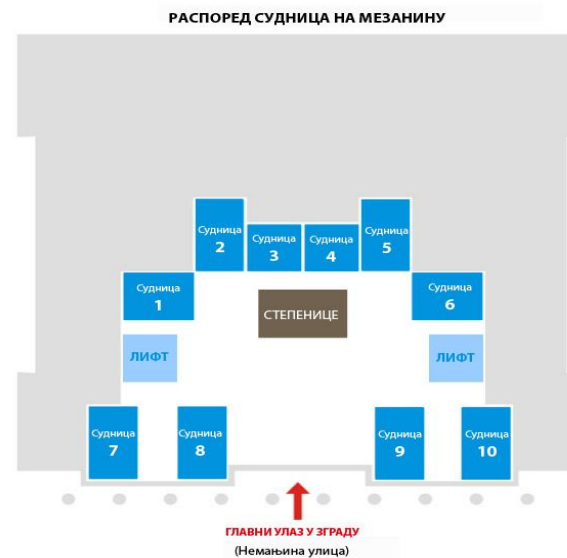 РАСПОРЕД СУДНИЦА НА МЕЗАНИНУ
Судница
2
Судница
3
Судница
4
Судница
5
Судница
1
Судница
6
СТЕПЕНИЦЕ
ЛИФТ
ЛИФТ
Судница
7
Судница
8
Судница
9
Судница
10
ГЛАВНИ УЛАЗ У ЗГРАДУ
(Немањина улица)